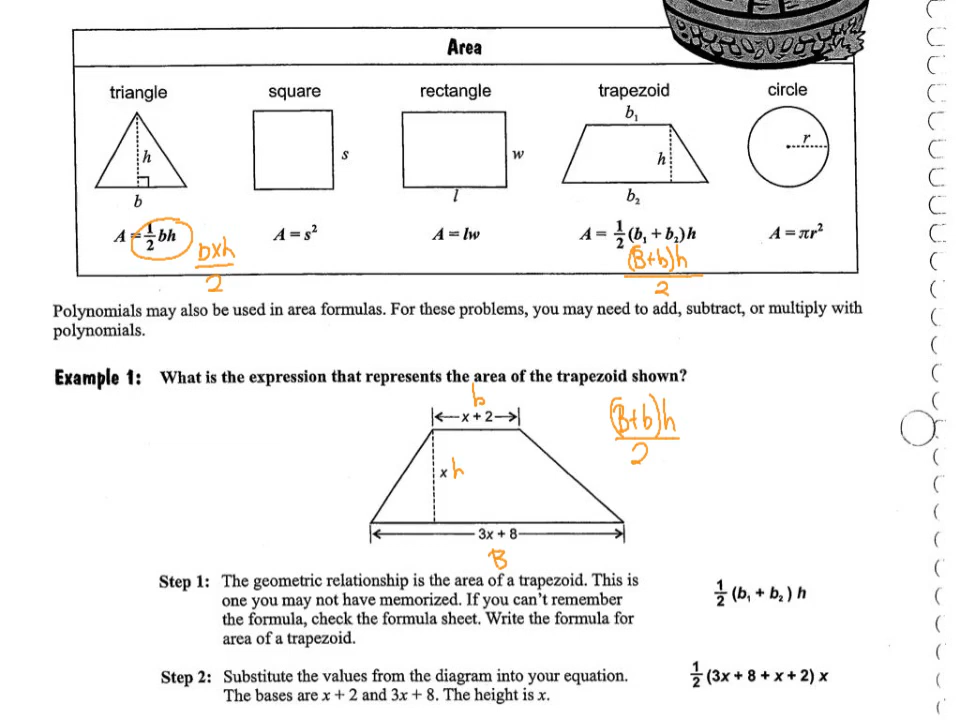 Area
triangle square rectangle trapezoid circle
b₁
h s w h r
b l b₂
A = 1/2 bh A = s² A = lw A = 1/2 (b₁ + b₂)h A = πr²
bxh/2 (B+b)h/2
Polynomials may also be used in area formulas. For these problems, you may need to add, subtract, or multiply with
polynomials.
Example 1: What is the expression that represents the area of the trapezoid shown?
b
x + 2 (B+b)h/2
x h
3x + 8
B
Step 1: The geometric relationship is the area of a trapezoid. This is
one you may not have memorized. If you can't remember 1/2 (b₁ + b₂) h
the formula, check the formula sheet. Write the formula for
area of a trapezoid.
Step 2: Substitute the values from the diagram into your equation. 1/2 (3x + 8 + x + 2) x
The bases are x + 2 and 3x + 8. The height is x.